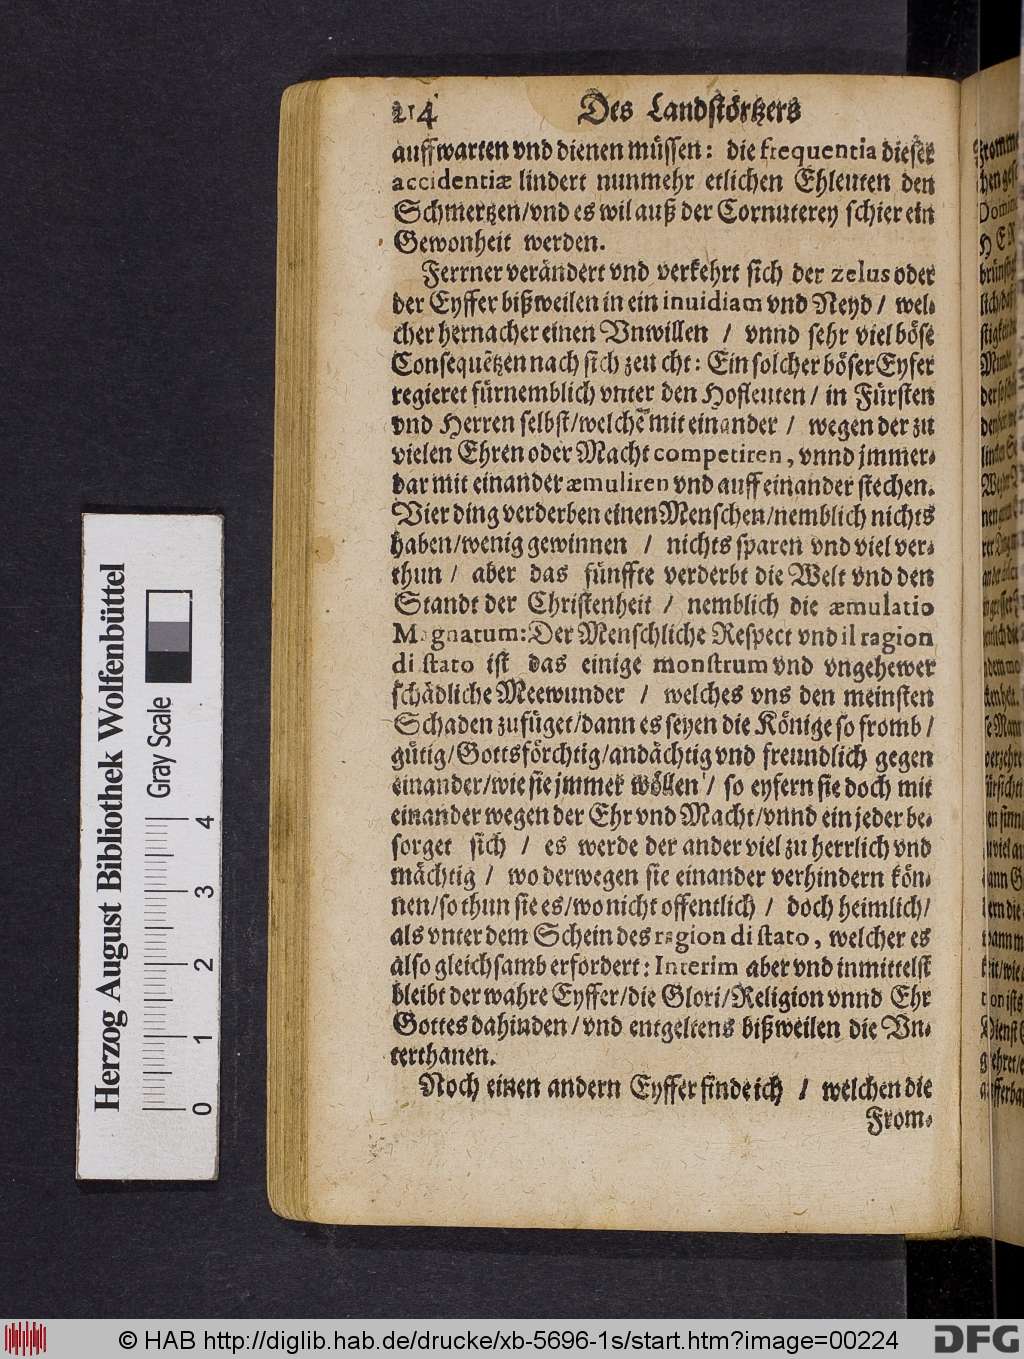 214 Des Landstörtzers
auffwarten vnd dienen müssen: die frequentia dieser
accidentiæ lindert nunmehr etlichen Ehleuten den
Schmertzen/vnd es wil auß der Cornuterey schier ein
Gewonheit werden.
Ferrner verändert vnd verkehrt sich der zelus oder
der Eyffer bißweilen in ein inuidiam vnd Neyd / wel-
cher hernacher einen Vnwillen / vnnd sehr viel böse
Consequẽtzen nach sich zeucht: Ein solcher böser Eyfer
regieret fürnemblich vnter den Hofleuten / in Fürsten
vnd Herren selbst/welchẽ mit einander / wegen der zu
vielen Ehren oder Macht competiren, vnnd jmmer-
dar mit einander æmuliren vnd auff einander stechen.
Vier ding verderben einen Menschen/nemblich nichts
haben/wenig gewinnen / nichts sparen vnd viel ver-
thun / aber das fünffte verderbt die Welt vnd den
Standt der Christenheit / nemblich die æmulatio
Magnatum: Der Menschliche Respect vnd il ragion
di stato ist das einige monstrum vnd vngehewer
schädliche Meewunder / welches vns den meinsten
Schaden zufüget/dann es seyen die Könige so fromb /
gütig/Gottsförchtig/andächtig vnd freundlich gegen
einander/wie sie jmmer wöllen / so eyfern sie doch mit
einander wegen der Ehr vnd Macht/vnnd ein jeder be-
sorget sich / es werde der ander viel zu herrlich vnd
mächtig / wo derwegen sie einander verhindern kön-
nen/so thun sie es/wo nicht offentlich / doch heimlich/
als vnter dem Schein des ragion di stato, welcher es
also gleichsamb erfordert: Interim aber vnd inmittelst
bleibt der wahre Eyffer/die Glori/Religion vnnd Ehr
Gottes dahinden/vnd entgeltens bißweilen die Vn-
terthanen.
Noch einen andern Eyffer finde ich / welchen die
From-
Herzog August Bibliothek Wolfenbüttel
Gray Scale
0 1 2 3 4
© HAB http://diglib.hab.de/drucke/xb-5696-1s/start.htm?image=00224
DFG